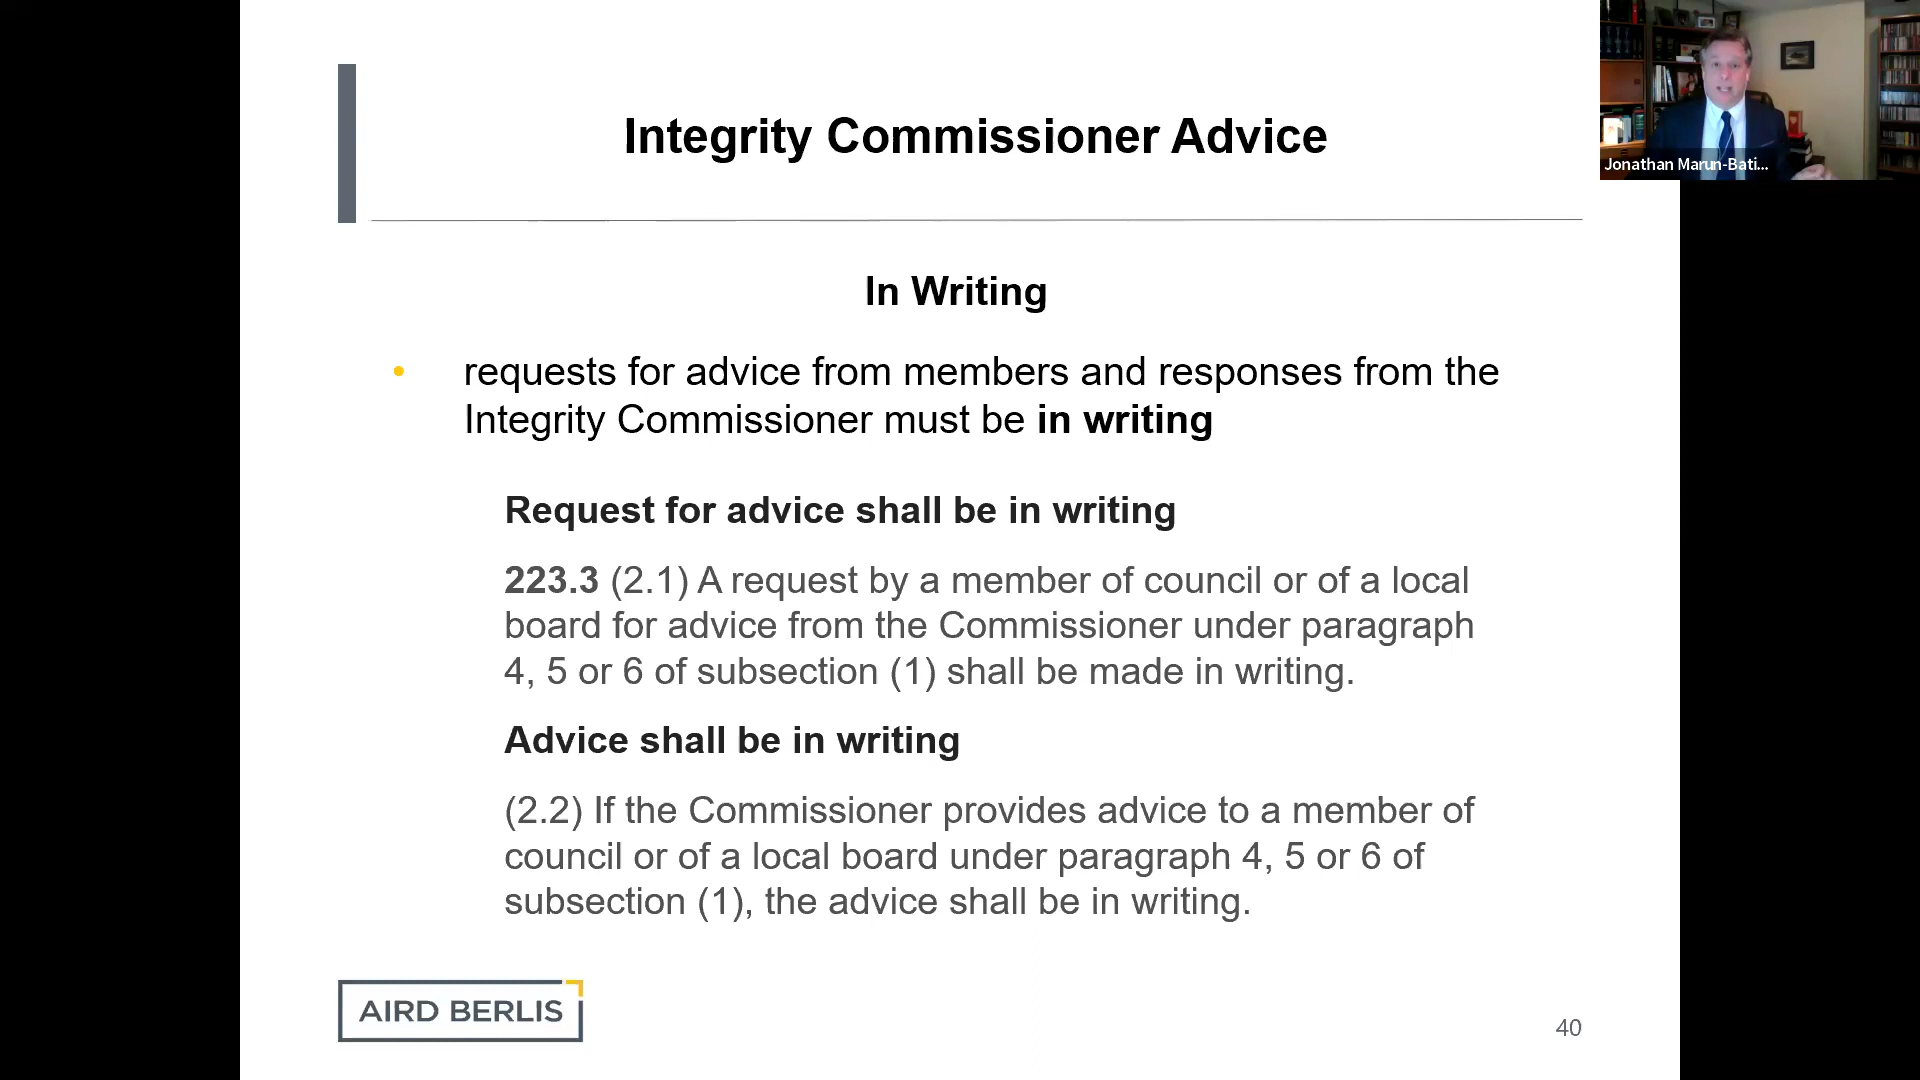 Integrity Commissioner Advice
Jonathan Marun-Bati...
In Writing
• requests for advice from members and responses from the
Integrity Commissioner must be in writing
Request for advice shall be in writing
223.3 (2.1) A request by a member of council or of a local
board for advice from the Commissioner under paragraph
4, 5 or 6 of subsection (1) shall be made in writing.
Advice shall be in writing
(2.2) If the Commissioner provides advice to a member of
council or of a local board under paragraph 4, 5 or 6 of
subsection (1), the advice shall be in writing.
AIRD BERLIS
40